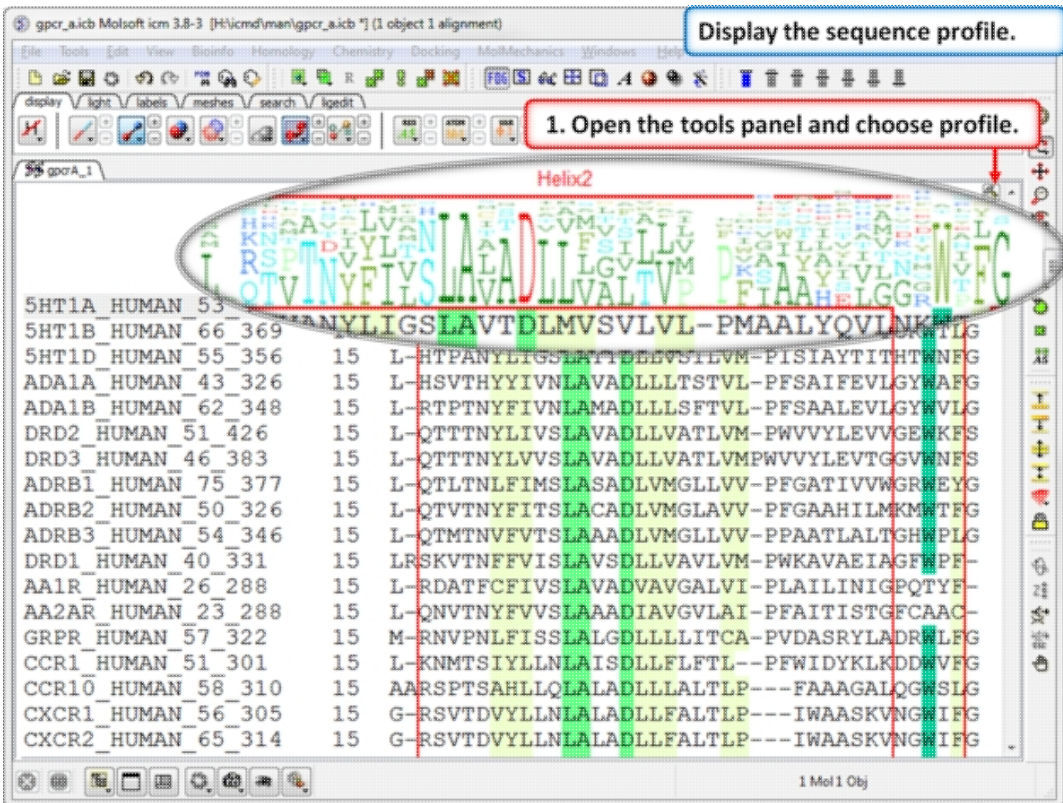 gpcr_a.icb Molsoft icm 3.8-3 [H:\icmd\man\gpcr_a.icb *] (1 object 1 alignment)
Display the sequence profile.
File Tools Edit View Bioinfo Homology Chemistry Docking MolMechanics Windows Help
display light labels meshes search ligedit
1. Open the tools panel and choose profile.
gpcrA_1
Helix2
5HT1A_HUMAN_53
5HT1B_HUMAN_66_369
5HT1D_HUMAN_55_356 15 L-HTPANYLIGSLATTDLLVSILVM-PISIAYTITHTWNFG
ADA1A_HUMAN_43_326 15 L-HSVTHYYIVNLAVADLLLTSTVL-PFSAIFEVLGYWAFG
ADA1B_HUMAN_62_348 15 L-RTPTNYFIVNLAMADLLLSFTVL-PFSAALEVLGYWVLG
DRD2_HUMAN_51_426 15 L-QTTTNYLIVSLAVADLLVATLVM-PWVVYLEVVGEWKFS
DRD3_HUMAN_46_383 15 L-QTTTNYLVVSLAVADLLVATLVMPWVVYLEVTGGVWNFS
ADRB1_HUMAN_75_377 15 L-QTLTNLFIMSLASADLVMGLLVV-PFGATIVVWGRWEYG
ADRB2_HUMAN_50_326 15 L-QTVTNYFITSLACADLVMGLAVV-PFGAAHILMKMWTFG
ADRB3_HUMAN_54_346 15 L-QTMTNVFVTSLAAADLVMGLLVV-PPAATLALTGHWPLG
DRD1_HUMAN_40_331 15 LRSKVTNFFVISLAVSDLLVAVLVM-PWKAVAEIAGFWPF-
AA1R_HUMAN_26_288 15 L-RDATFCFIVSLAVADVAVGALVI-PLAILINIGPQTYF-
AA2AR_HUMAN_23_288 15 L-QNVTNYFVVSLAAADIAVGVLAI-PFAITISTGFCAAC-
GRPR_HUMAN_57_322 15 M-RNVPNLFISSLALGDLLLLITCA-PVDASRYLADRWLFG
CCR1_HUMAN_51_301 15 L-KNMTSIYLLNLAISDLLFLFTL--PFWIDYKLKDDWVFG
CCR10_HUMAN_58_310 15 AARSPTSAHLLQLALADLLLALTLP---FAAAGALQGWSLG
CXCR1_HUMAN_56_305 15 G-RSVTDVYLLNLALADLLFALTLP---IWAASKVNGWIFG
CXCR2_HUMAN_65_314 15 G-RSVTDVYLLNLALADLLFALTLP---IWAASKVNGWIFG
1 Mol 1 Obj